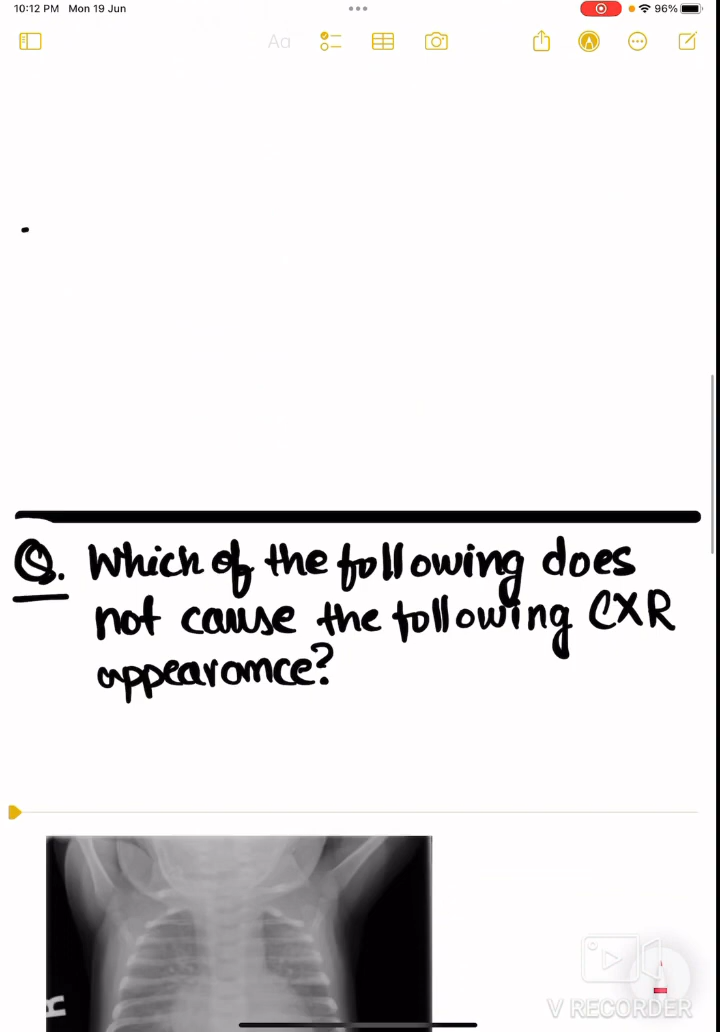 10:12 PM Mon 19 Jun
96%
Aa
Q. Which of the following does
not cause the following CXR
appearance?
R
V RECORDER